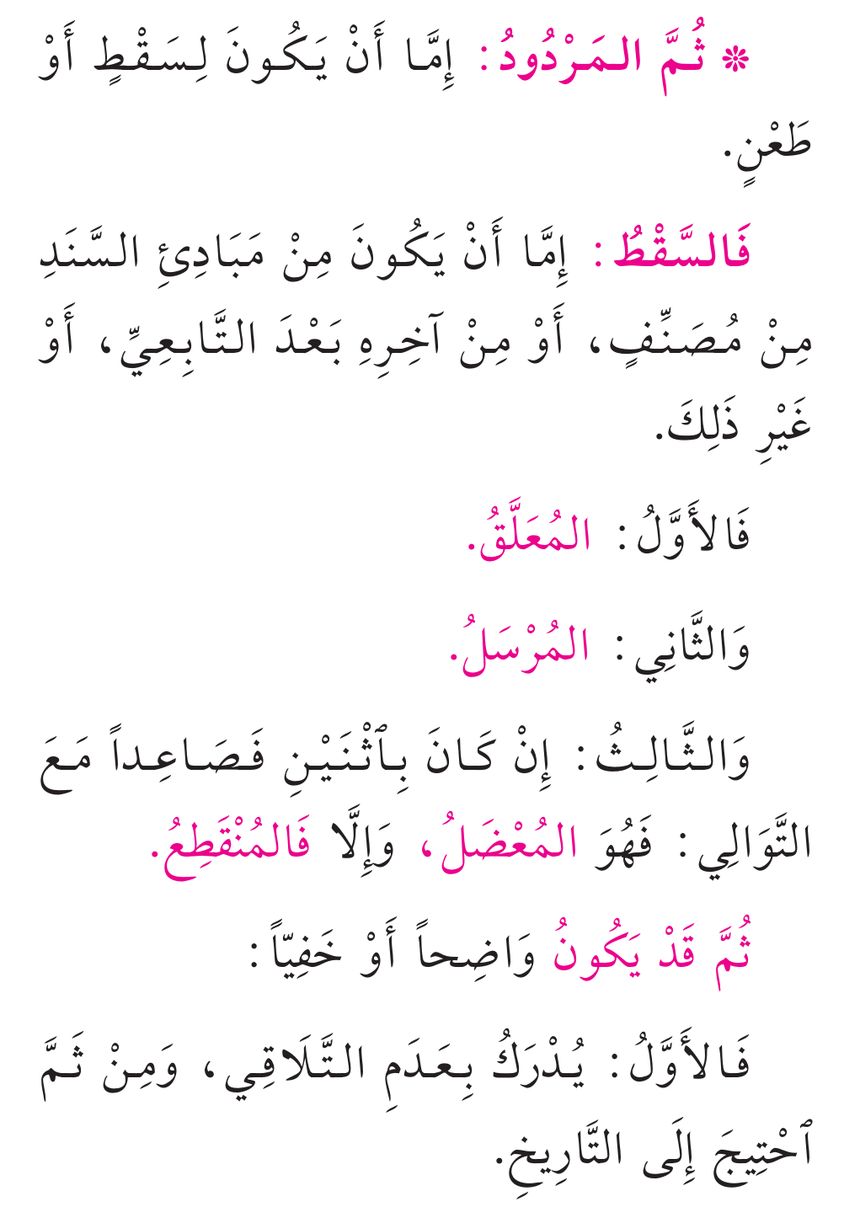 ❊ ثُمَّ المَرْدُودُ: إِمَّا أَنْ يَكُونَ لِسَقْطٍ أَوْ
طَعْنٍ.
فَالسَّقْطُ: إِمَّا أَنْ يَكُونَ مِنْ مَبَادِئِ السَّنَدِ
مِنْ مُصَنِّفٍ، أَوْ مِنْ آخِرِهِ بَعْدَ التَّابِعِيِّ، أَوْ
غَيْرِ ذَلِكَ.
فَالأَوَّلُ: المُعَلَّقُ.
وَالثَّانِي: المُرْسَلُ.
وَالثَّالِثُ: إِنْ كَانَ بِٱثْنَيْنِ فَصَاعِداً مَعَ
التَّوَالِي: فَهُوَ المُعْضَلُ، وَإِلَّا فَالمُنْقَطِعُ.
ثُمَّ قَدْ يَكُونُ وَاضِحاً أَوْ خَفِيّاً:
فَالأَوَّلُ: يُدْرَكُ بِعَدَمِ التَّلَاقِي، وَمِنْ ثَمَّ
ٱحْتِيجَ إِلَى التَّارِيخِ.